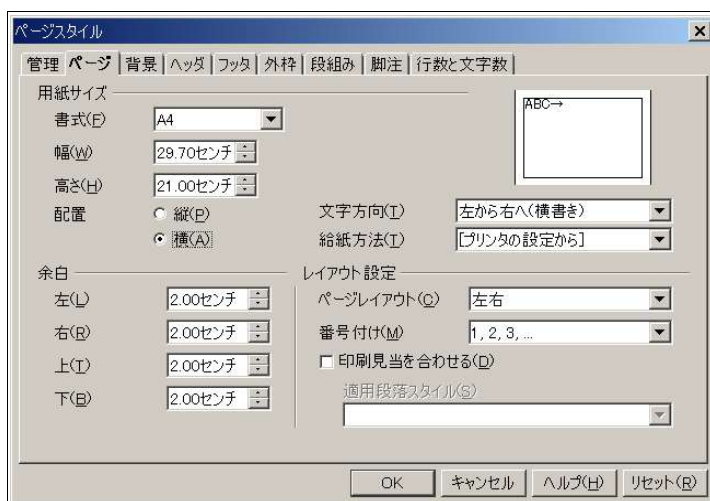 ページスタイル
管理 ページ 背景 ヘッダ フッタ 外枠 段組み 脚注 行数と文字数
用紙サイズ
書式(F) A4
ABC→
幅(W) 29.70センチ
高さ(H) 21.00センチ
配置 縦(P) 文字方向(T) 左から右へ(横書き)
横(A) 給紙方法(T) [プリンタの設定から]
余白 レイアウト設定
左(L) 2.00センチ ページレイアウト(C) 左右
右(R) 2.00センチ 番号付け(M) 1, 2, 3, ...
上(T) 2.00センチ 印刷見当を合わせる(D)
下(B) 2.00センチ 適用段落スタイル(S)
OK キャンセル ヘルプ(H) リセット(R)